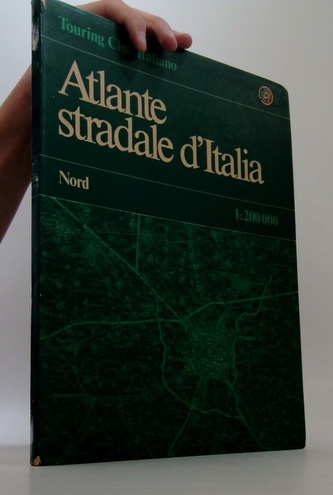 Touring Club Italiano
Atlante
stradale d'Italia
Nord
1:200 000